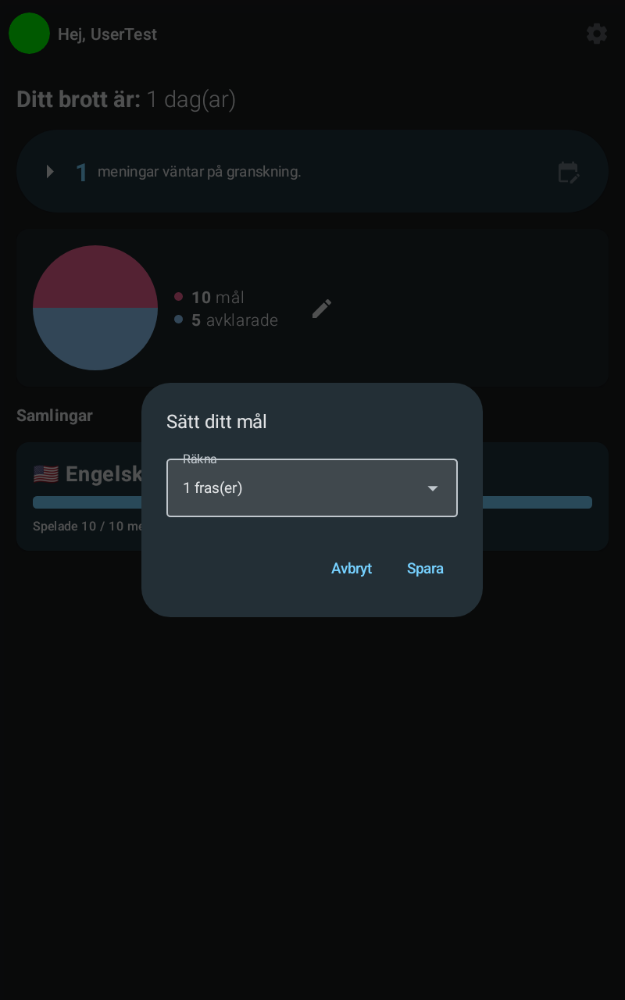 Hej, UserTest
Ditt brott är: 1 dag(ar)
1 meningar väntar på granskning.
10 mål
5 avklarade
Samlingar
Sätt ditt mål
Räkna
1 fras(er)
Avbryt Spara
Engelsk
Spelade 10 / 10 me